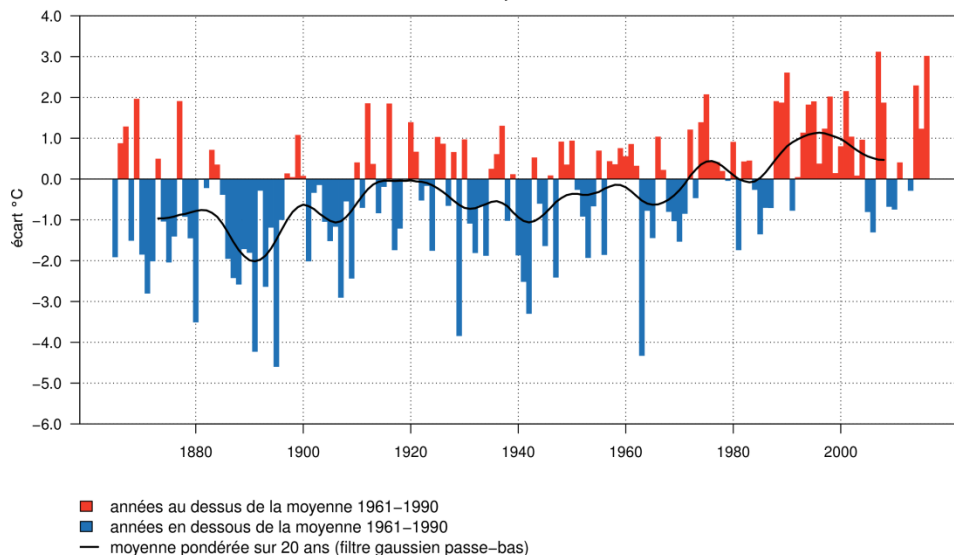 4.0
3.0
2.0
1.0
0.0
−1.0
−2.0
−3.0
−4.0
−5.0
−6.0
écart °C
1880 1900 1920 1940 1960 1980 2000
années au dessus de la moyenne 1961−1990
années en dessous de la moyenne 1961−1990
moyenne pondérée sur 20 ans (filtre gaussien passe−bas)